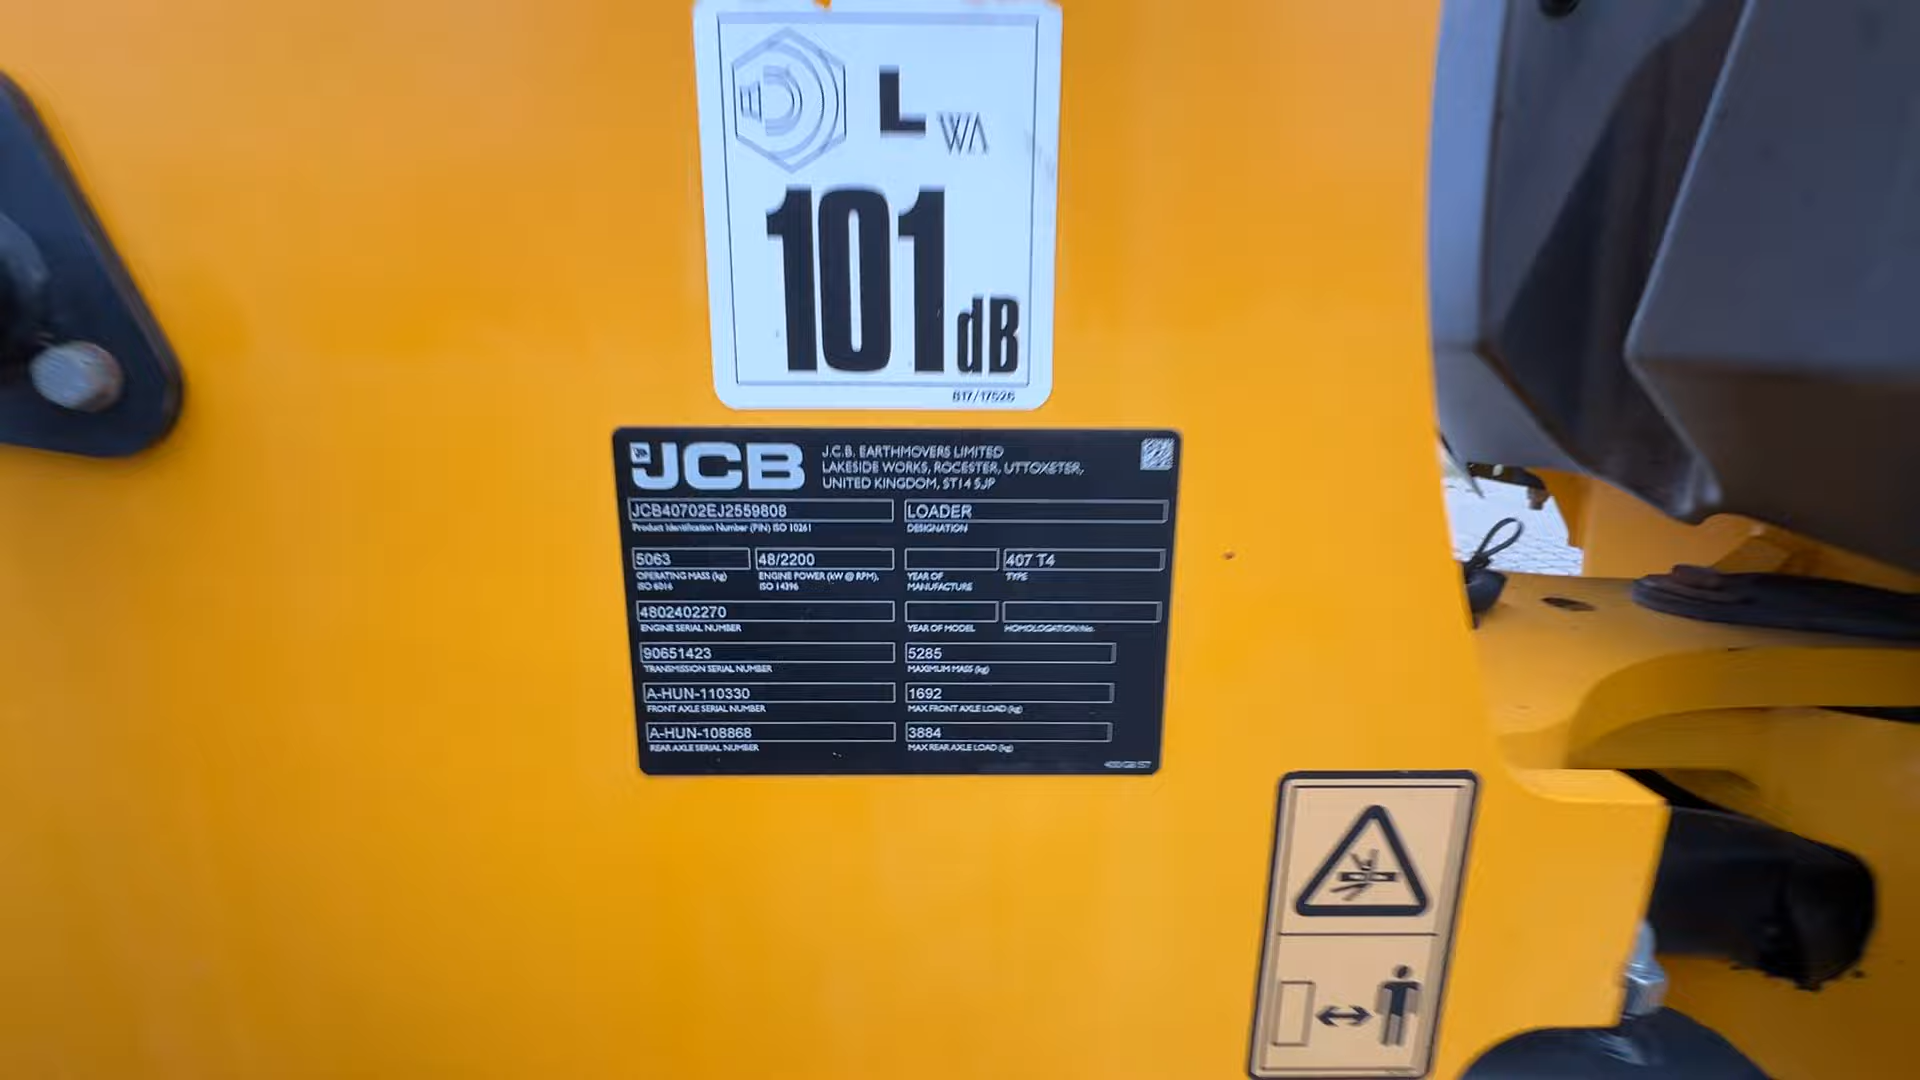 L WA
101 dB
817/17526
JCB
J.C.B. EARTHMOVERS LIMITED
LAKESIDE WORKS, ROCESTER, UTTOXETER,
UNITED KINGDOM, ST14 5JP
JCB40702EJ2559808
LOADER
Product Identification Number (PIN) ISO 10261
DESIGNATION
5063
48/2200
407 T4
OPERATING MASS (kg)
ISO 6016
ENGINE POWER (kW @ RPM),
ISO 14396
YEAR OF
MANUFACTURE
TYPE
4802402270
ENGINE SERIAL NUMBER
YEAR OF MODEL
HOMOLOGATION No.
90651423
5285
TRANSMISSION SERIAL NUMBER
MAXIMUM MASS (kg)
A-HUN-110330
1692
FRONT AXLE SERIAL NUMBER
MAX FRONT AXLE LOAD (kg)
A-HUN-108868
3884
REAR AXLE SERIAL NUMBER
MAX REAR AXLE LOAD (kg)